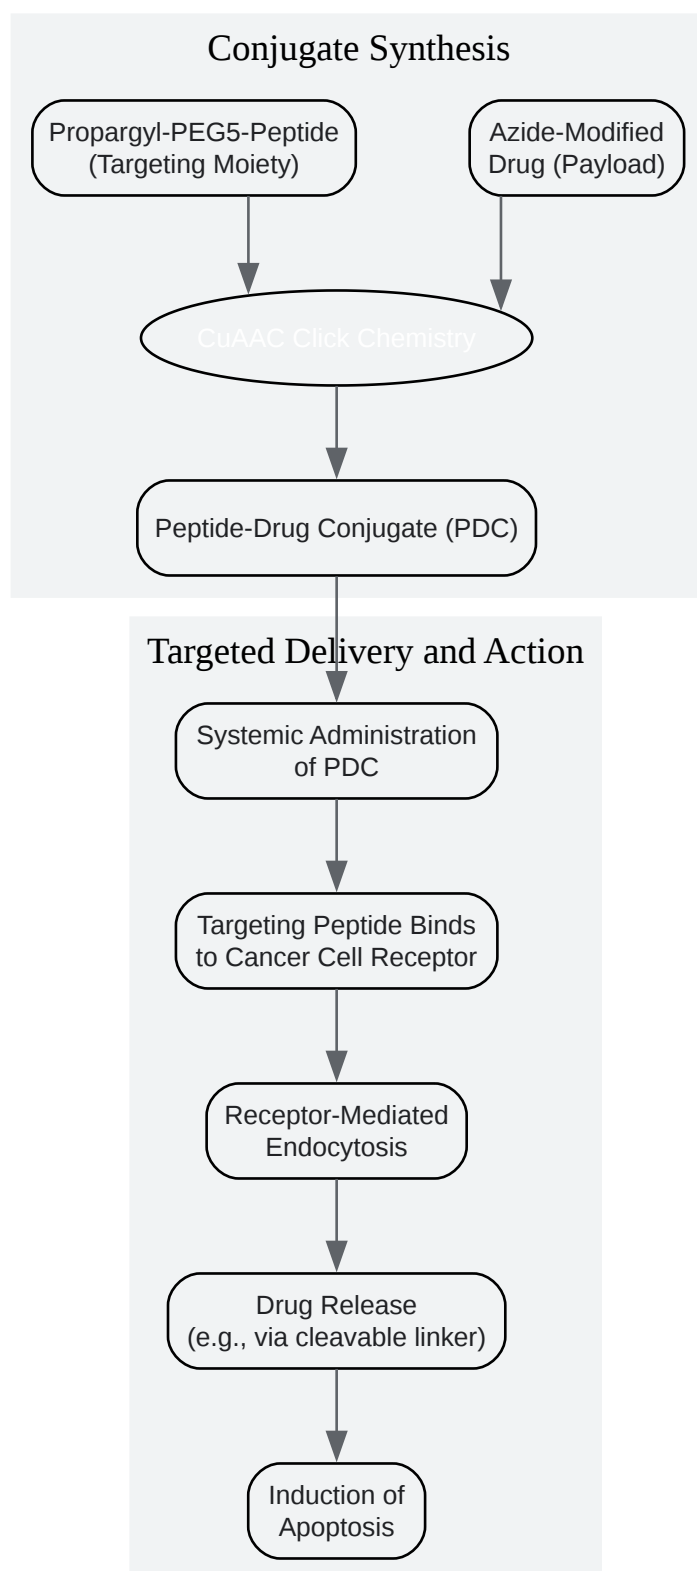 Conjugate Synthesis
Propargyl-PEG5-Peptide
(Targeting Moiety)
Azide-Modified
Drug (Payload)
CuAAC Click Chemistry
Peptide-Drug Conjugate (PDC)
Targeted Delivery and Action
Systemic Administration
of PDC
Targeting Peptide Binds
to Cancer Cell Receptor
Receptor-Mediated
Endocytosis
Drug Release
(e.g., via cleavable linker)
Induction of
Apoptosis